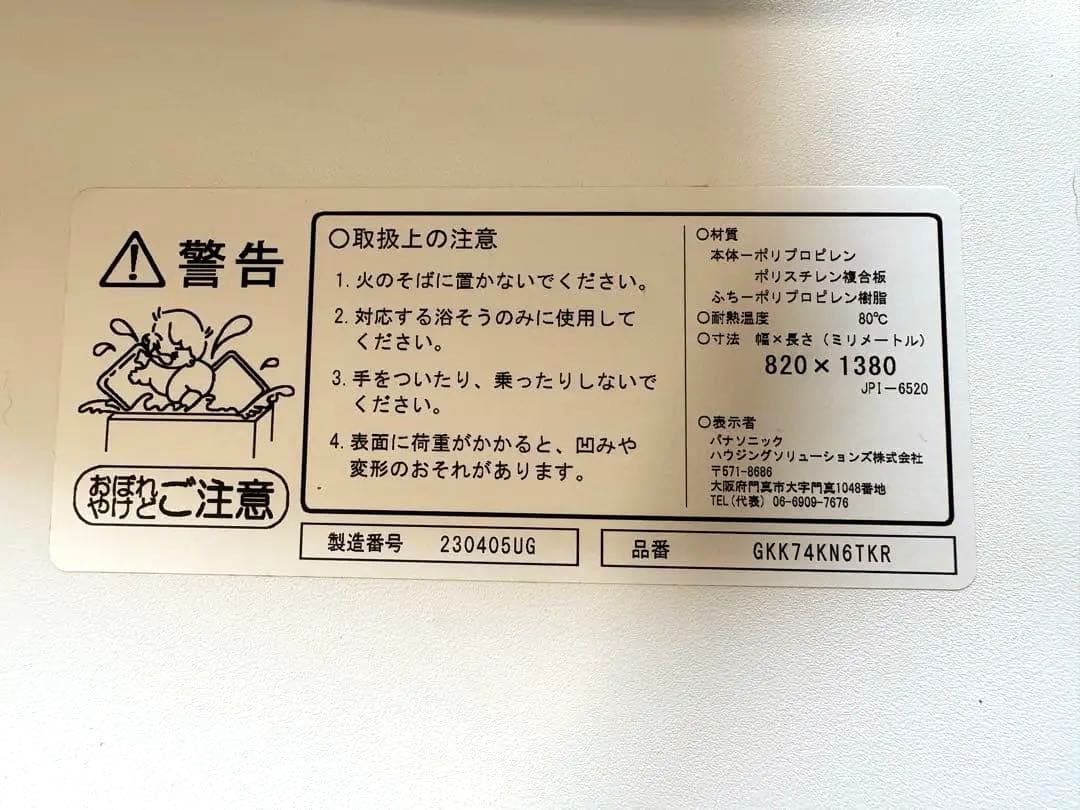 警告
おぼれ
やけど
ご注意
○取扱上の注意
1. 火のそばに置かないでください。
2. 対応する浴そうのみに使用して
ください。
3. 手をついたり、乗ったりしないで
ください。
4. 表面に荷重がかかると、凹みや
変形のおそれがあります。
○材質
本体ーポリプロピレン
ポリスチレン複合板
ふちーポリプロピレン樹脂
○耐熱温度 80℃
○寸法 幅×長さ（ミリメートル）
820×1380
JPI-6520
○表示者
パナソニック
ハウジングソリューションズ株式会社
〒571-8686
大阪府門真市大字門真1048番地
TEL(代表) 06-6909-7676
製造番号 230405UG
品番 GKK74KN6TKR